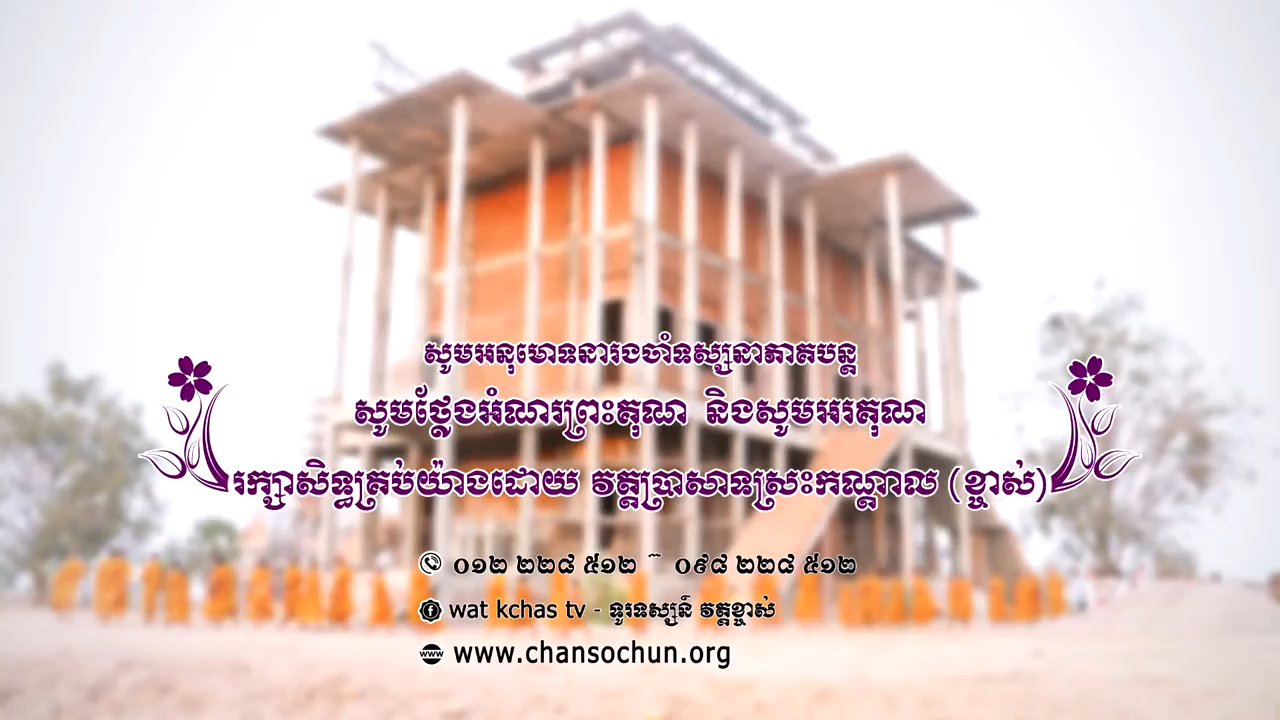 សូមអនុមោទនារងចាំទស្សនាភាគបន្ត
សូមថ្លែងអំណរព្រះគុណ និងសូមអរគុណ
រក្សាសិទ្ធគ្រប់យ៉ាងដោយ វត្តប្រាសាទស្រះកណ្ដាល (ខ្ចាស់)
០១២ ២២៨ ៥១២ ~ ០៩៨ ២២៨ ៥១២
wat kchas tv - ទូរទស្សន៍ វត្តខ្ចាស់
www.chansochun.org